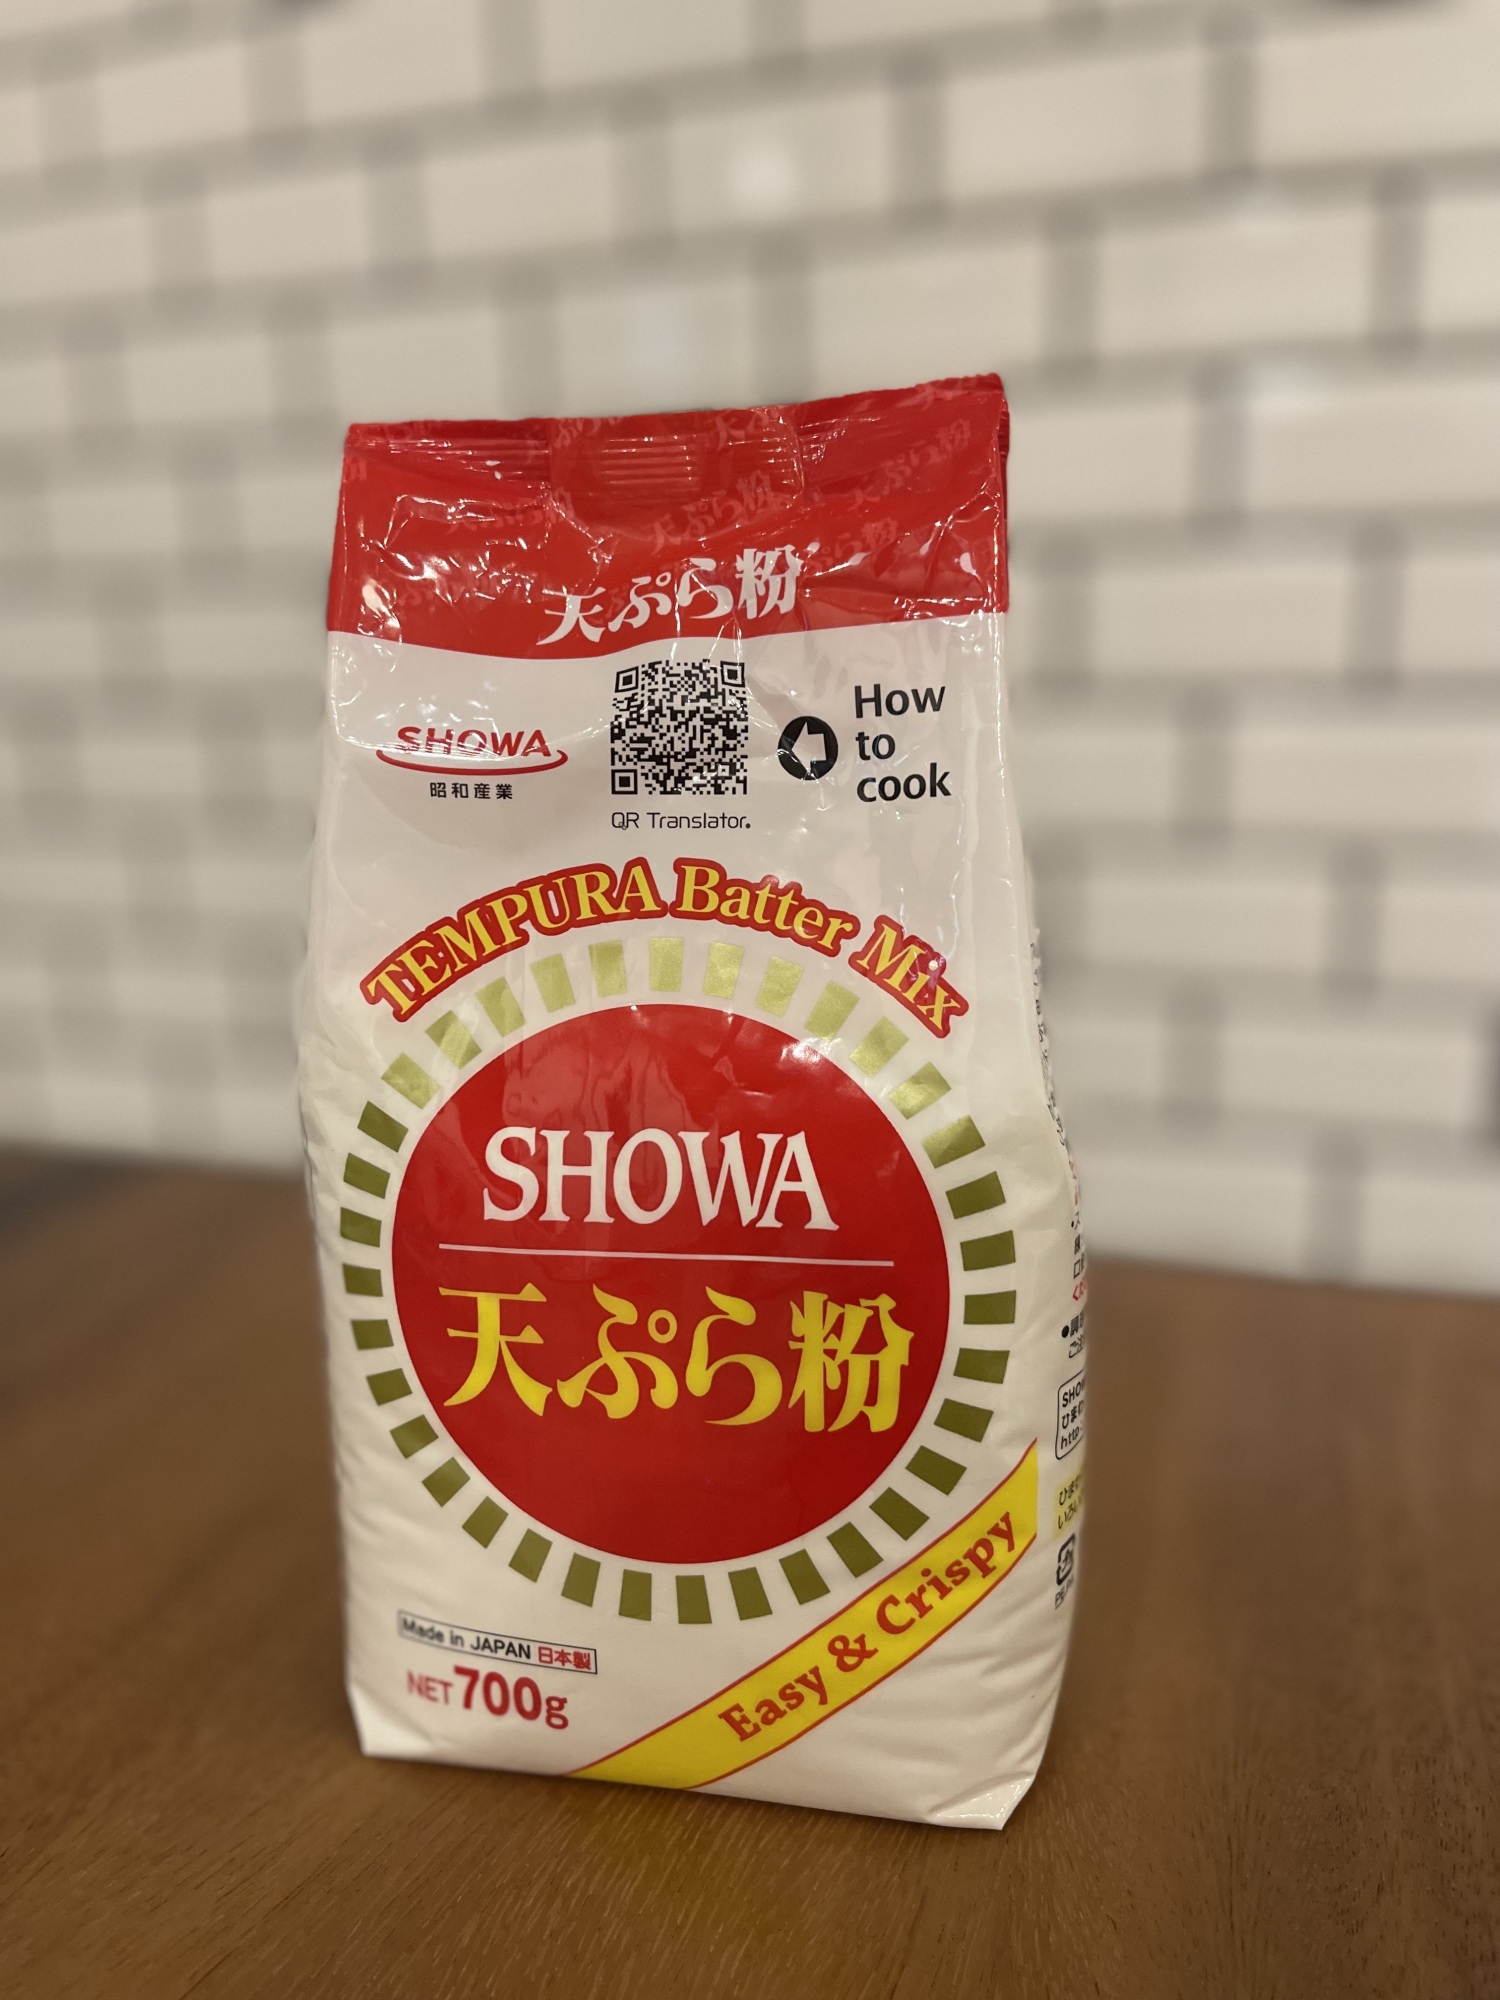 天ぷら粉
SHOWA
昭和産業
QR Translator.
How
to
cook
TEMPURA Batter Mix
SHOWA
天ぷら粉
Easy & Crispy
Made in JAPAN 日本製
NET 700g